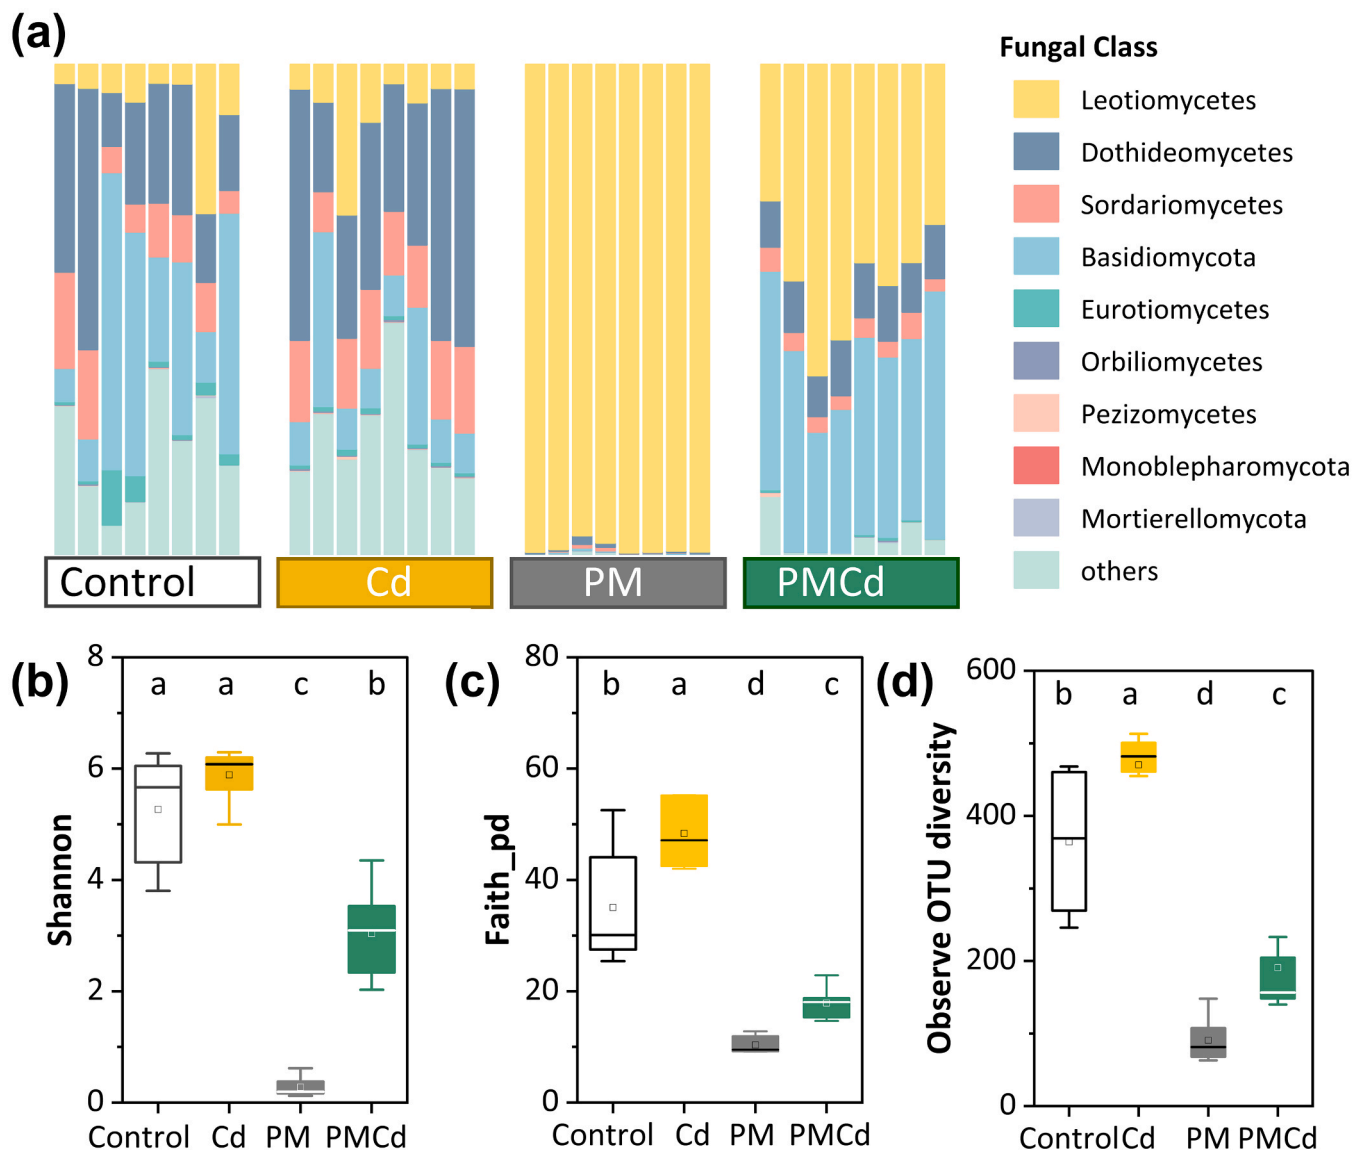 (a)
Fungal Class
Leotiomycetes
Dothideomycetes
Sordariomycetes
Basidiomycota
Eurotiomycetes
Orbiliomycetes
Pezizomycetes
Monoblepharomycota
Mortierellomycota
others
Control Cd PM PMCd
(b)
Shannon
8
6
4
2
0
a a c b
Control Cd PM PMCd
(c)
Faith_pd
80
60
40
20
0
b a d c
Control Cd PM PMCd
(d)
Observe OTU diversity
600
400
200
0
b a d c
Control Cd PM PMCd